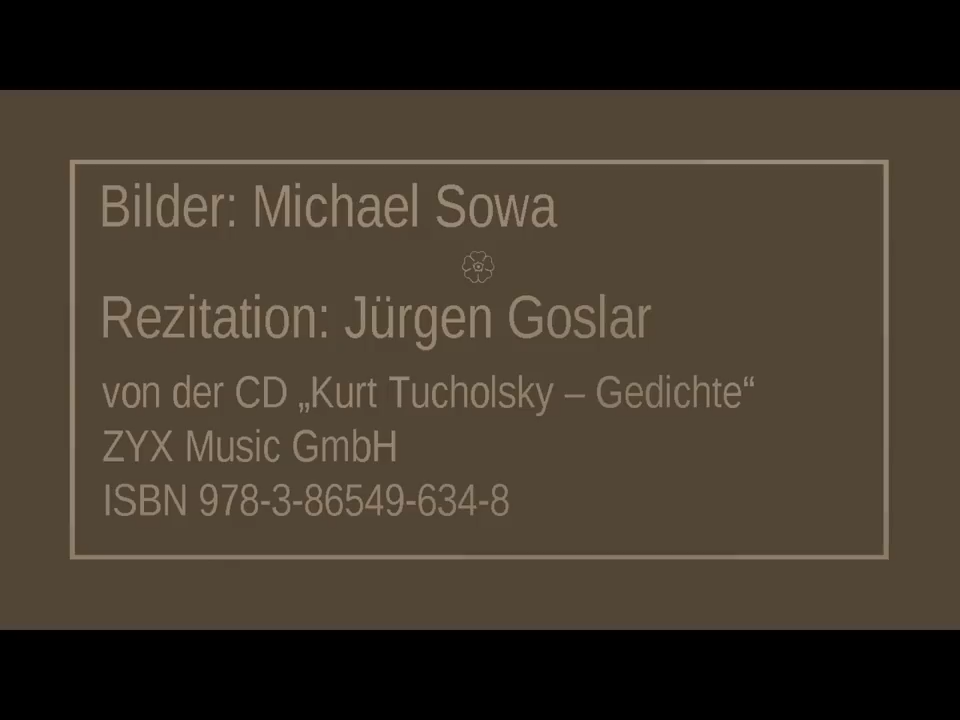 Bilder: Michael Sowa
Rezitation: Jürgen Goslar
von der CD „Kurt Tucholsky – Gedichte“
ZYX Music GmbH
ISBN 978-3-86549-634-8